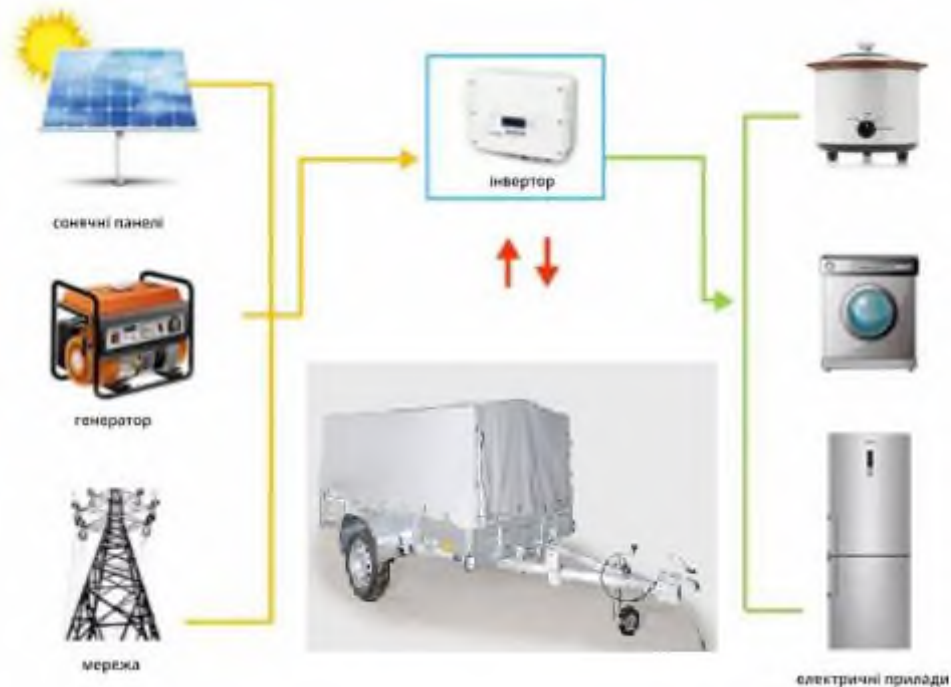 інвертор
сонячні панелі
генератор
мережа
електричні прилади